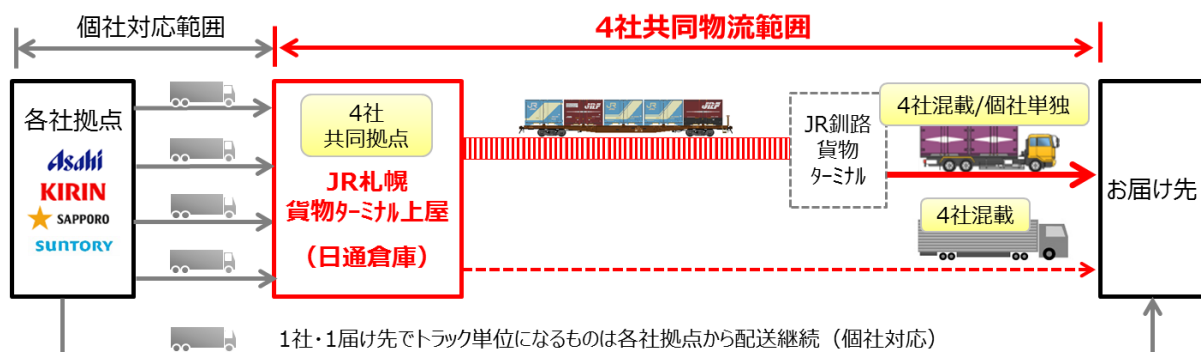 個社対応範囲
4社共同物流範囲
各社拠点
Asahi
KIRIN
SAPPORO
SUNTORY
4社
共同拠点
JR札幌
貨物ターミナル上屋
(日通倉庫)
JRF
JRF
JR釧路
貨物
ターミナル
4社混載/個社単独
4社混載
お届け先
1社・1届け先でトラック単位になるものは各社拠点から配送継続(個社対応)